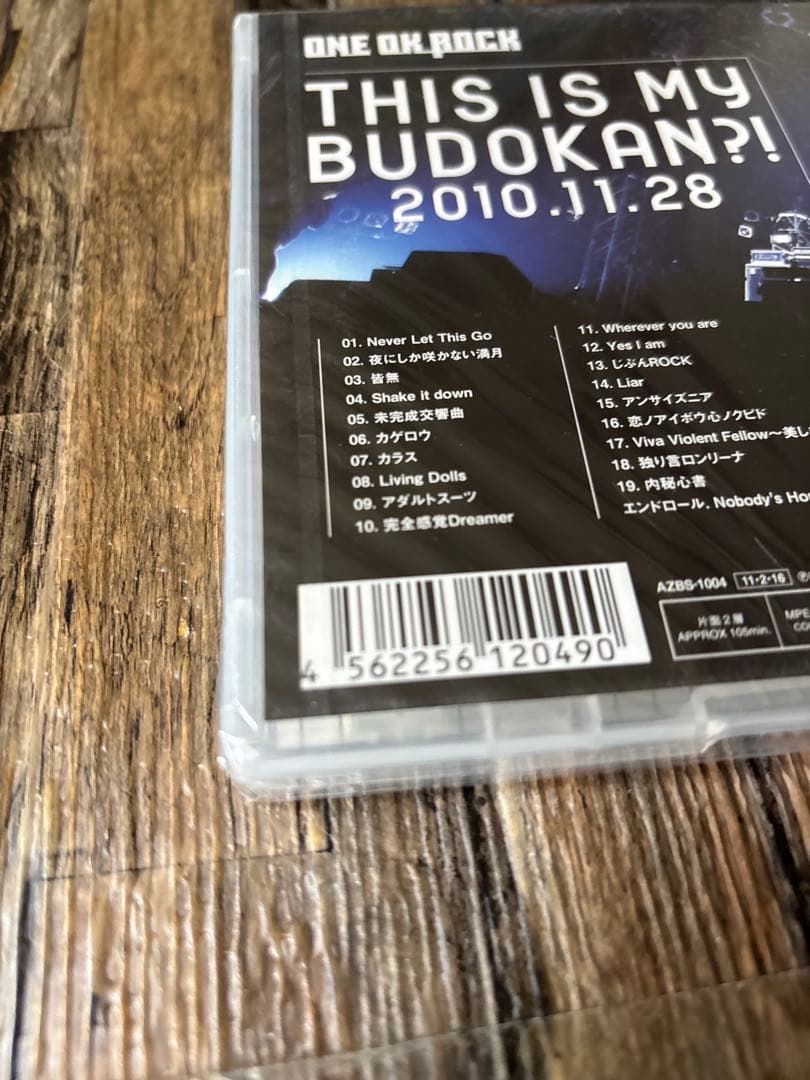 ONE OK ROCK
THIS IS MY
BUDOKAN?!
2010.11.28
01. Never Let This Go
02. 夜にしか咲かない満月
03. 皆無
04. Shake it down
05. 未完成交響曲
06. カゲロウ
07. カラス
08. Living Dolls
09. アダルトスーツ
10. 完全感覚Dreamer
11. Wherever you are
12. Yes I am
13. じぶんROCK
14. Liar
15. アンサイズニア
16. 恋ノアイボウ心ノクピド
17. Viva Violent Fellow〜美し
18. 独り言ロンリーナ
19. 内秘心書
エンドロール. Nobody's Ho
AZBS-1004 11・2・16 ℗
片面2層
APPROX 105min.
MPE
CO
4 562256 120490